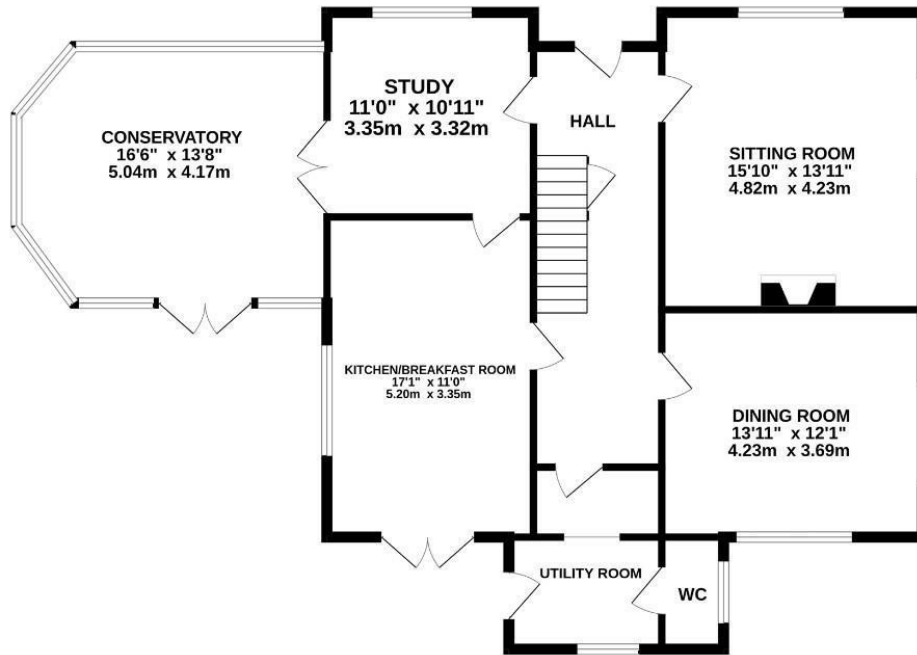 CONSERVATORY
16'6" x 13'8"
5.04m x 4.17m
STUDY
11'0" x 10'11"
3.35m x 3.32m
HALL
SITTING ROOM
15'10" x 13'11"
4.82m x 4.23m
KITCHEN/BREAKFAST ROOM
17'1" x 11'0"
5.20m x 3.35m
DINING ROOM
13'11" x 12'1"
4.23m x 3.69m
UTILITY ROOM
WC